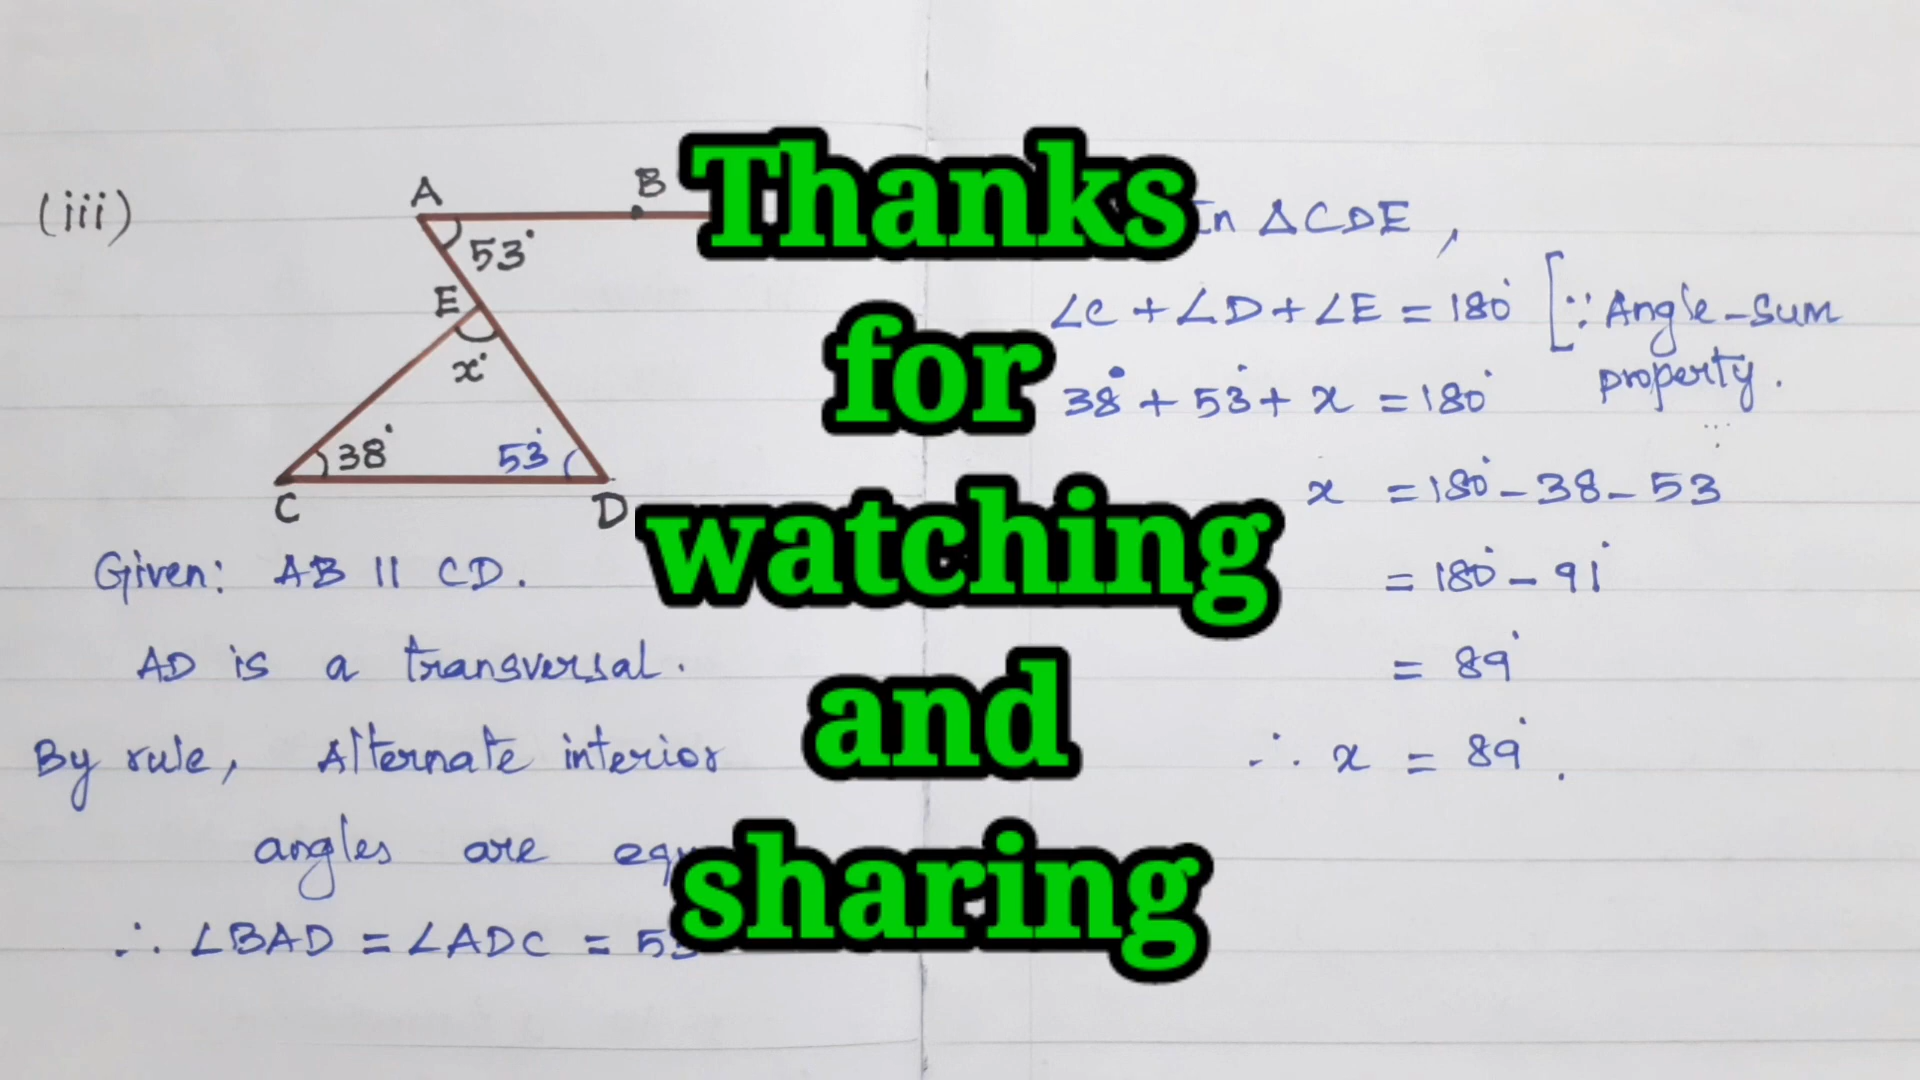 (iii)
A
B
53°
E
x°
38°
53°
C
D
Given: AB || CD.
AD is a transversal.
By rule, Alternate interior
angles are
∴ ∠BAD = ∠ADC =
In ΔCDE,
∠C + ∠D + ∠E = 180° [∵ Angle-sum
property.
38° + 53° + x = 180°
x = 180° - 38 - 53°
= 180° - 91°
= 89°
∴ x = 89°.
Thanks
for
watching
and
sharing